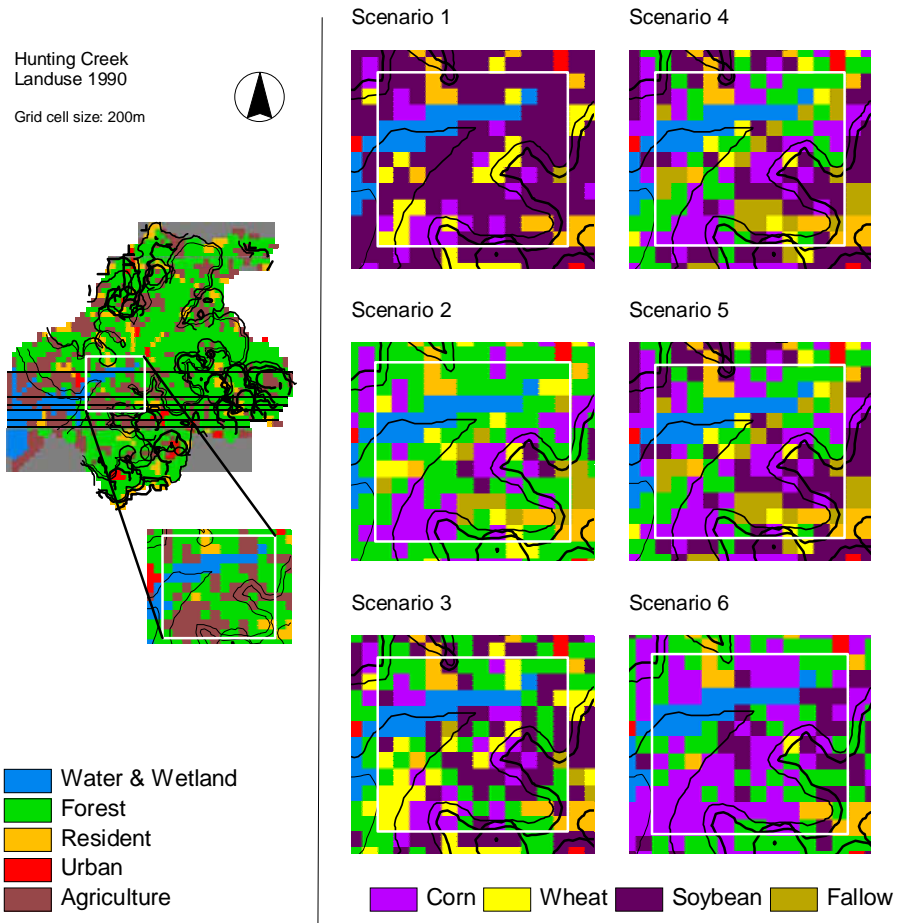 Hunting Creek
Landuse 1990
Grid cell size: 200m
Water & Wetland
Forest
Resident
Urban
Agriculture
Scenario 1
Scenario 4
Scenario 2
Scenario 5
Scenario 3
Scenario 6
Corn
Wheat
Soybean
Fallow